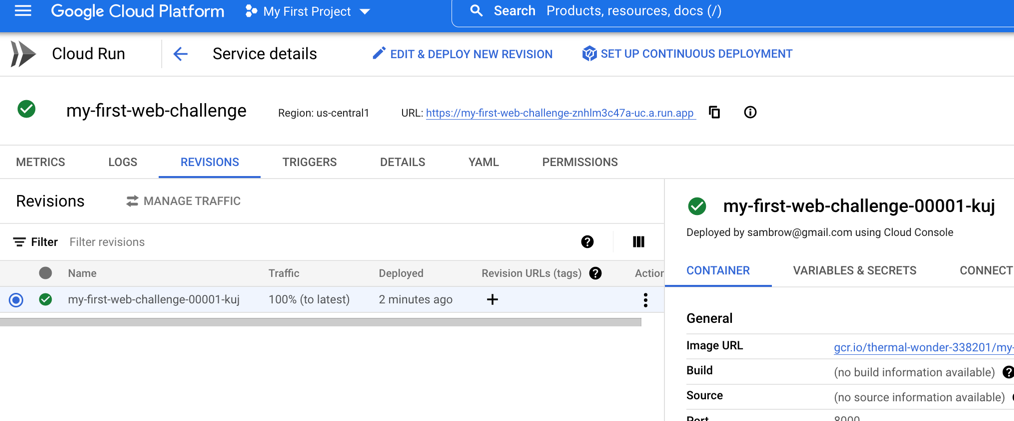 Google Cloud Platform My First Project Search Products, resources, docs (/)
Cloud Run Service details EDIT & DEPLOY NEW REVISION SET UP CONTINUOUS DEPLOYMENT
my-first-web-challenge Region: us-central1 URL: https://my-first-web-challenge-znhlm3c47a-uc.a.run.app
METRICS LOGS REVISIONS TRIGGERS DETAILS YAML PERMISSIONS
Revisions MANAGE TRAFFIC
Filter Filter revisions
Name Traffic Deployed Revision URLs (tags) Action
my-first-web-challenge-00001-kuj 100% (to latest) 2 minutes ago
my-first-web-challenge-00001-kuj
Deployed by sambrow@gmail.com using Cloud Console
CONTAINER VARIABLES & SECRETS CONNECT
General
Image URL gcr.io/thermal-wonder-338201/my-
Build (no build information available)
Source (no source information available)
Port 8000